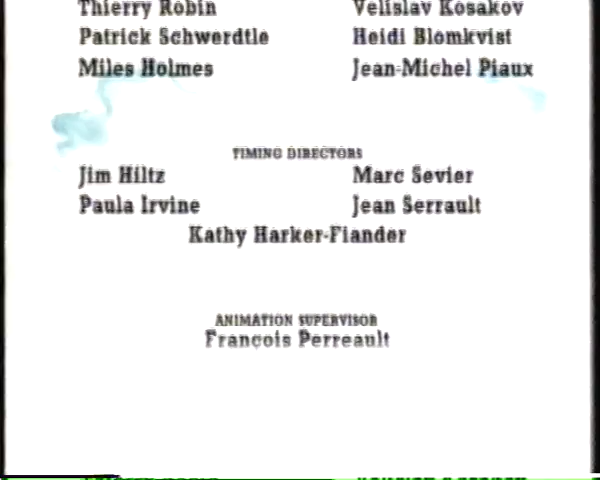 Thierry Robin Velislav Kosakov
Patrick Schwerdtle Heidi Blomkvist
Miles Holmes Jean-Michel Piaux
TIMING DIRECTORS
Jim Hiltz Marc Sevier
Paula Irvine Jean Serrault
Kathy Harker-Fiander
ANIMATION SUPERVISOR
François Perreault